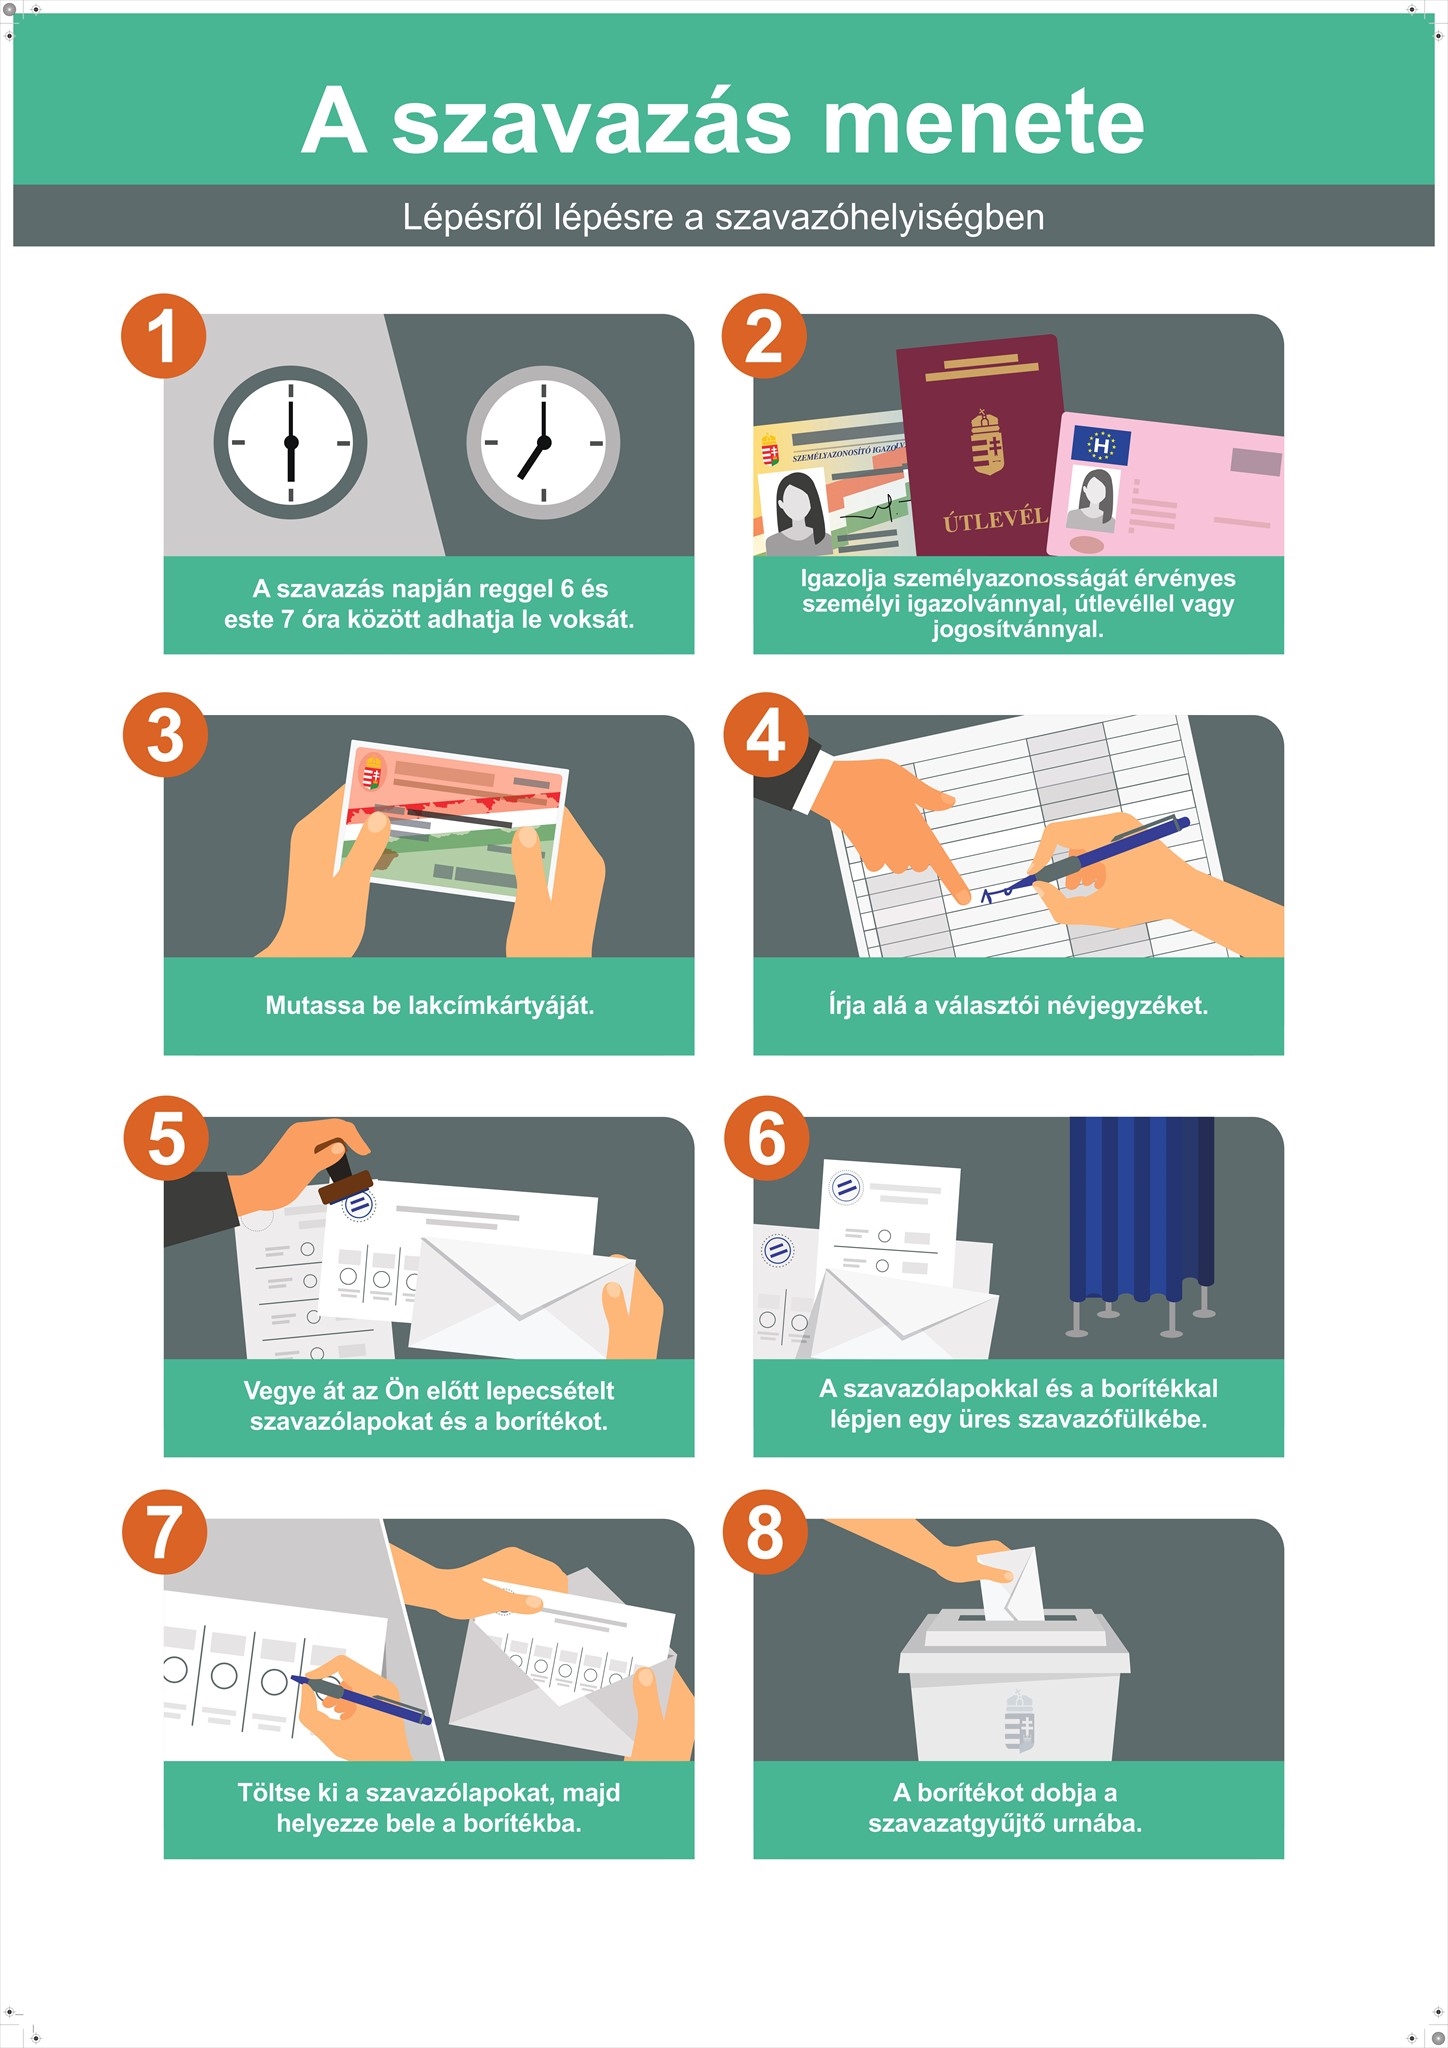 A szavazás menete
Lépésről lépésre a szavazóhelyiségben
1
A szavazás napján reggel 6 és
este 7 óra között adhatja le voksát.
2
SZEMÉLYAZONOSÍTÓ
ÚTLEVÉL
H
Igazolja személyazonosságát érvényes
személyi igazolvánnyal, útlevéllel vagy
jogosítvánnyal.
3
Mutassa be lakcímkártyáját.
4
Írja alá a választói névjegyzéket.
5
Vegye át az Ön előtt lepecsételt
szavazólapokat és a borítékot.
6
A szavazólapokkal és a borítékkal
lépjen egy üres szavazófülkébe.
7
Töltse ki a szavazólapokat, majd
helyezze bele a borítékba.
8
A borítékot dobja a
szavazatgyűjtő urnába.